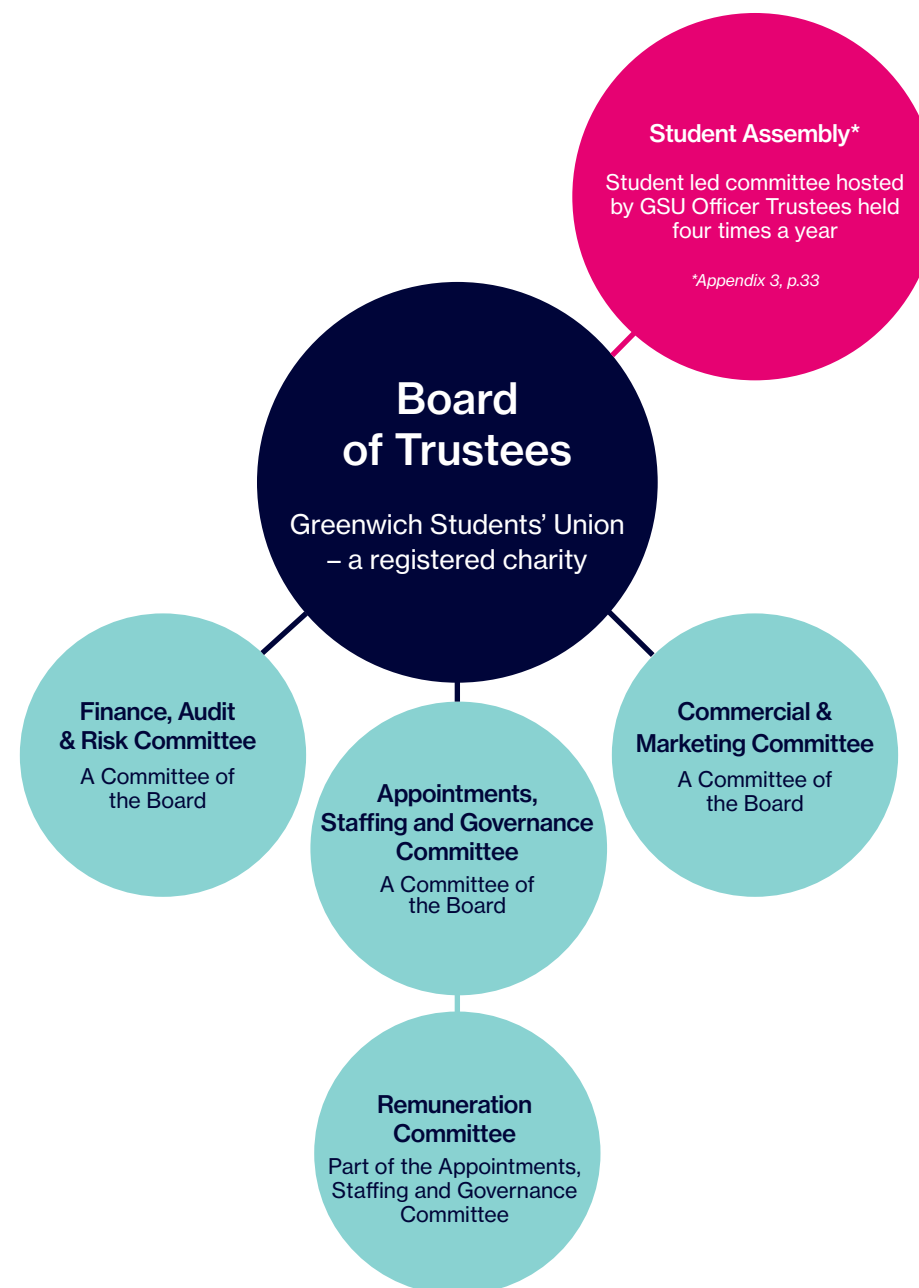 Student Assembly*
Student led committee hosted
by GSU Officer Trustees held
four times a year
*Appendix 3, p.33
Board
of Trustees
Greenwich Students’ Union
– a registered charity
Finance, Audit
& Risk Committee
A Committee of
the Board
Appointments,
Staffing and Governance
Committee
A Committee of
the Board
Commercial &
Marketing Committee
A Committee of
the Board
Remuneration
Committee
Part of the Appointments,
Staffing and Governance
Committee